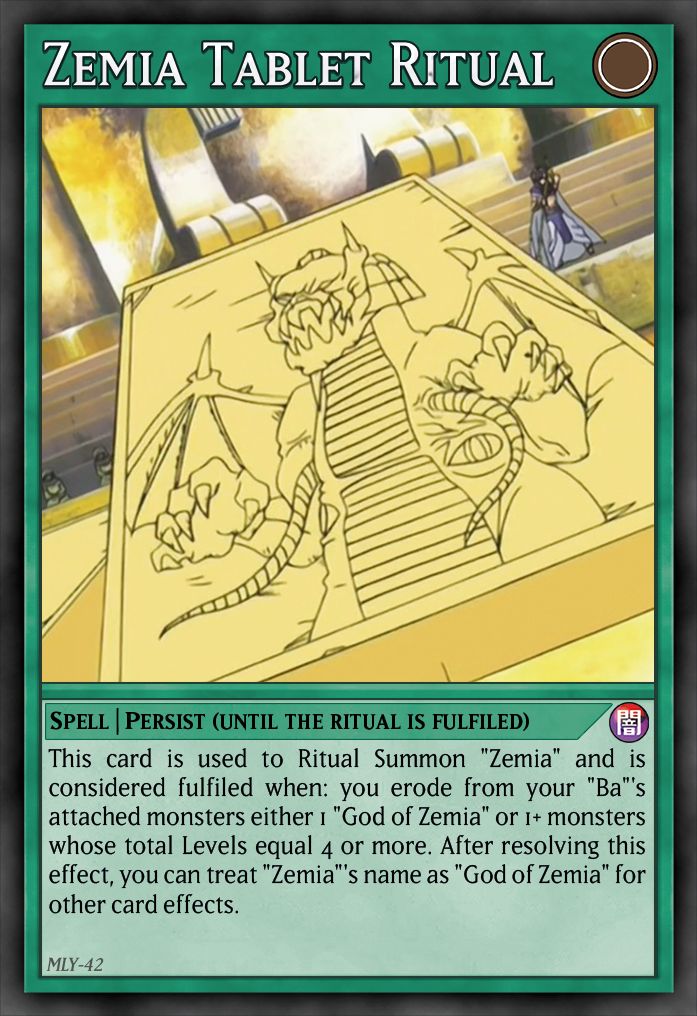 Zemia Tablet Ritual
Spell | Persist (until the ritual is fulfiled)
闇
This card is used to Ritual Summon "Zemia" and is
considered fulfiled when: you erode from your "Ba"'s
attached monsters either 1 "God of Zemia" or 1+ monsters
whose total Levels equal 4 or more. After resolving this
effect, you can treat "Zemia"'s name as "God of Zemia" for
other card effects.
MLY-42